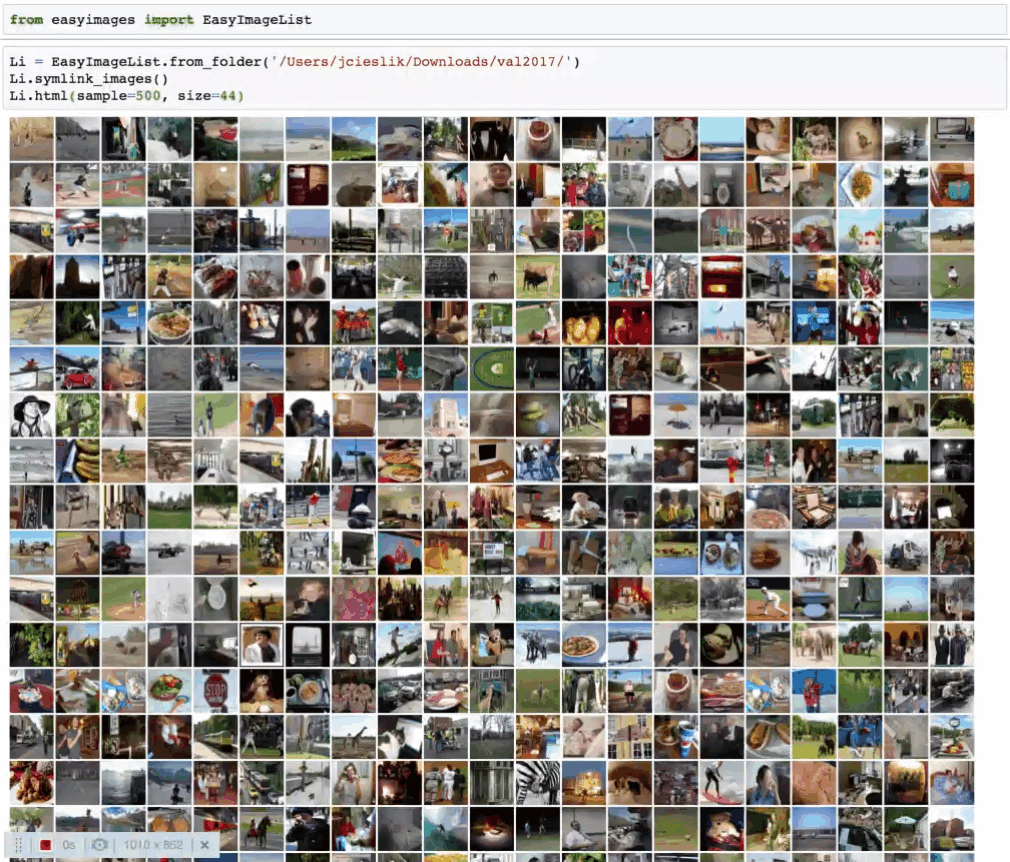 from easyimages import EasyImageList
Li = EasyImageList.from_folder('/Users/jcieslik/Downloads/val2017/')
Li.symlink_images()
Li.html(sample=500, size=44)
STOP
0s
1010 x 862